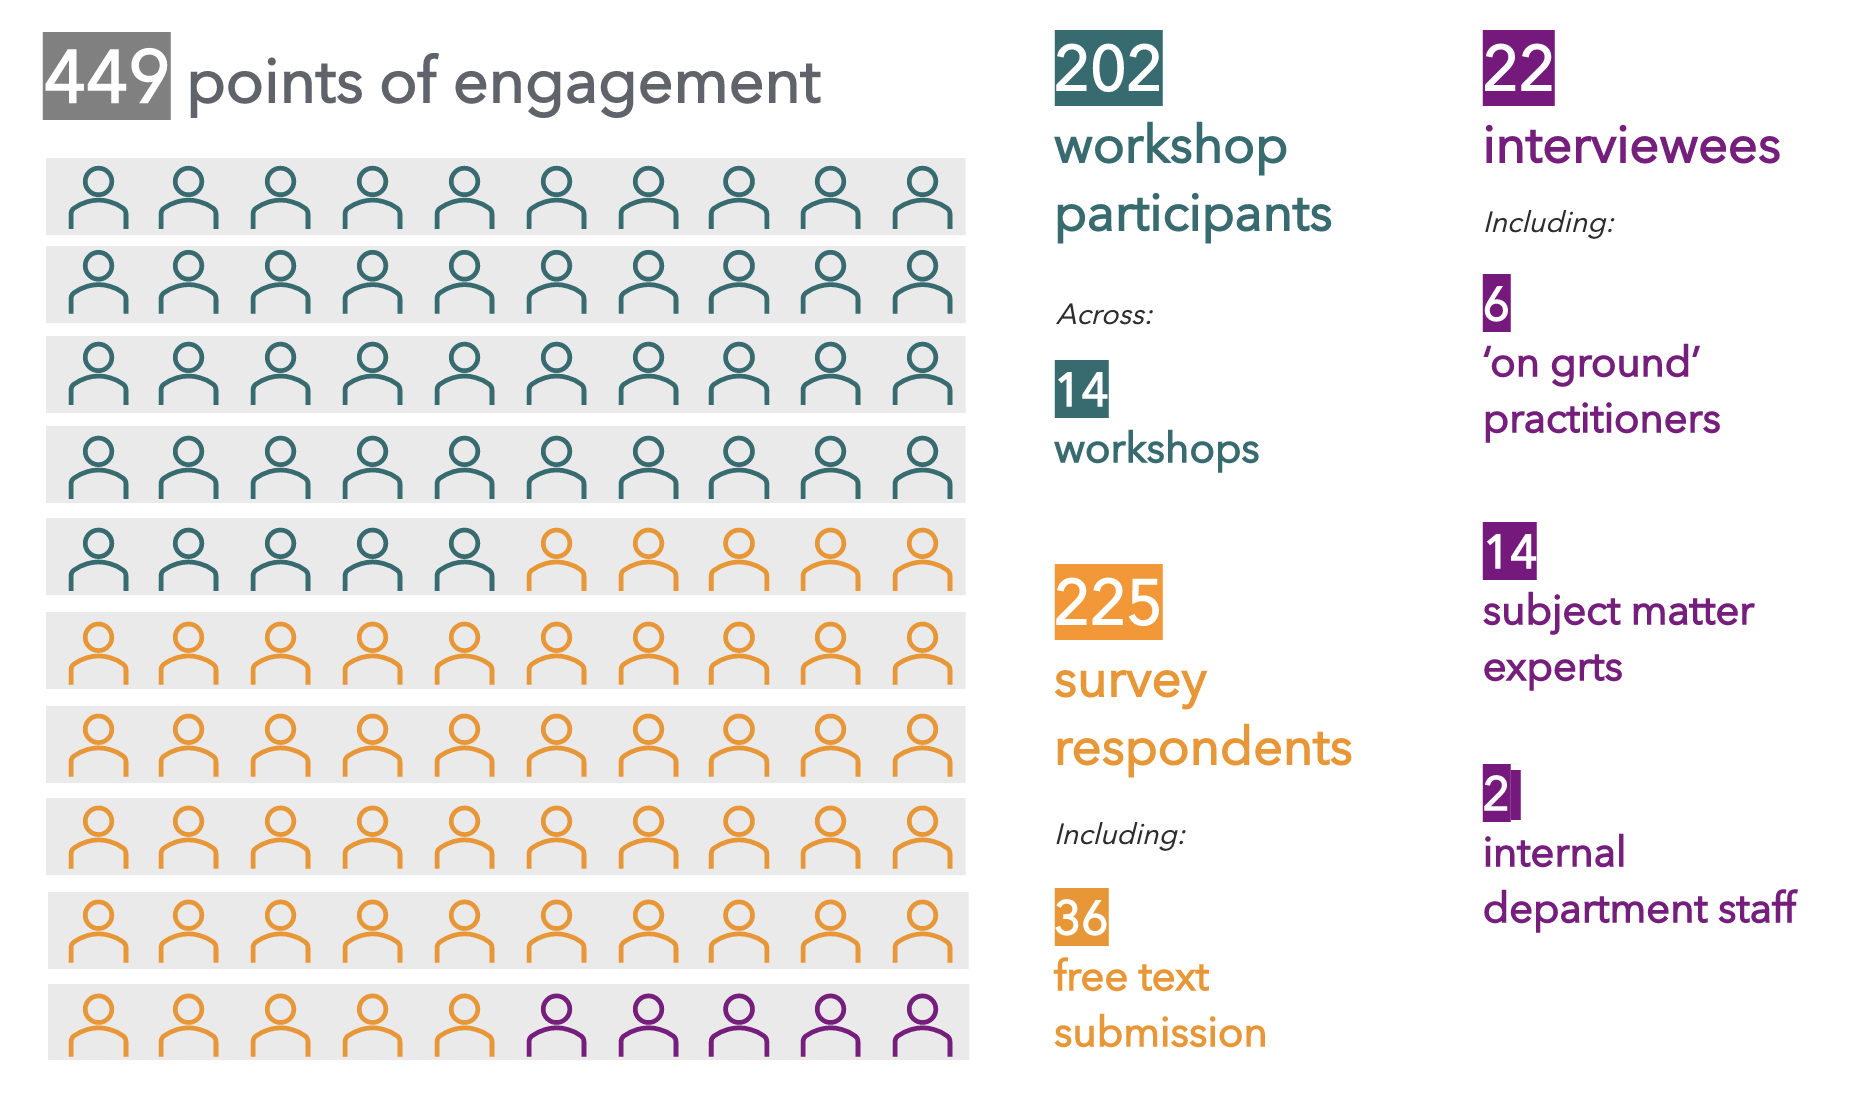 449 points of engagement
202
workshop
participants
Across:
14
workshops
225
survey
respondents
Including:
36
free text
submission
22
interviewees
Including:
6
‘on ground’
practitioners
14
subject matter
experts
2
internal
department staff